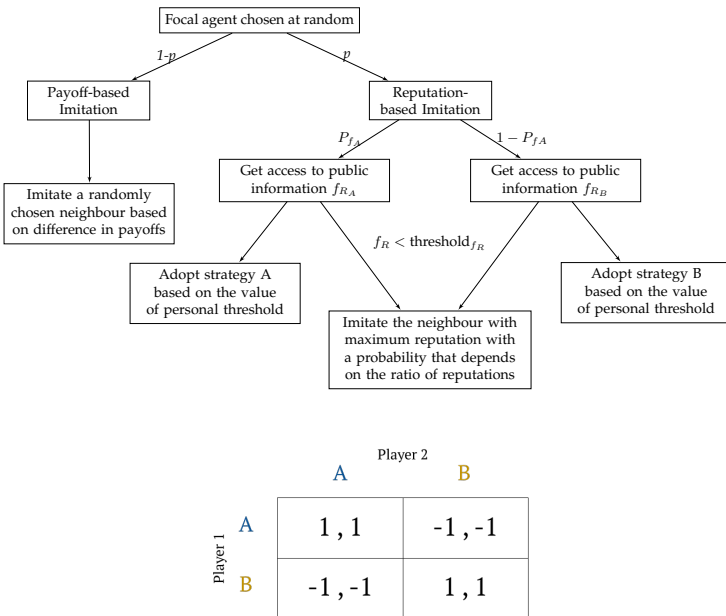 Focal agent chosen at random
1-p
p
Payoff-based
Imitation
Reputation-
based Imitation
P_{f_A}
1 − P_{fA}
Get access to public
information f_{R_A}
Get access to public
information f_{R_B}
Imitate a randomly
chosen neighbour based
on difference in payoffs
f_R < threshold_{f_R}
Adopt strategy A
based on the value
of personal threshold
Adopt strategy B
based on the value
of personal threshold
Imitate the neighbour with
maximum reputation with
a probability that depends
on the ratio of reputations
Player 2
A B
Player 1
A 1 , 1 -1 , -1
B -1 , -1 1 , 1